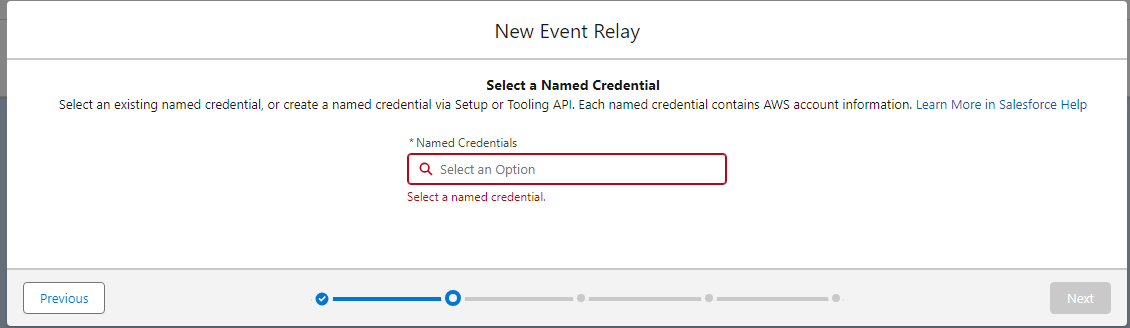 New Event Relay
Select a Named Credential
Select an existing named credential, or create a named credential via Setup or Tooling API. Each named credential contains AWS account information. Learn More in Salesforce Help
* Named Credentials
Select an Option
Select a named credential.
Previous
Next